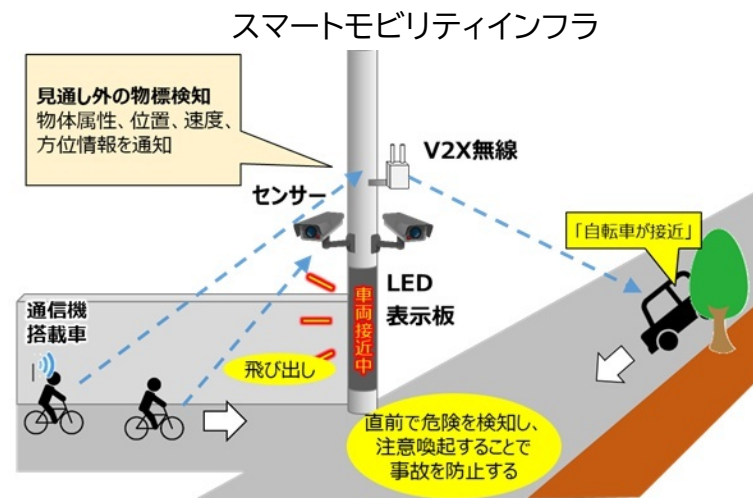 スマートモビリティインフラ
見通し外の物標検知
物体属性、位置、速度、
方位情報を通知
V2X無線
センサー
「自転車が接近」
LED
表示板
車両接近中
通信機
搭載車
飛び出し
直前で危険を検知し、
注意喚起することで
事故を防止する